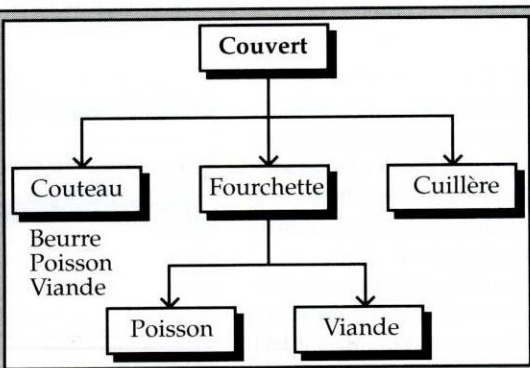 Couvert
Couteau
Fourchette
Cuillère
Beurre
Poisson
Viande
Poisson
Viande